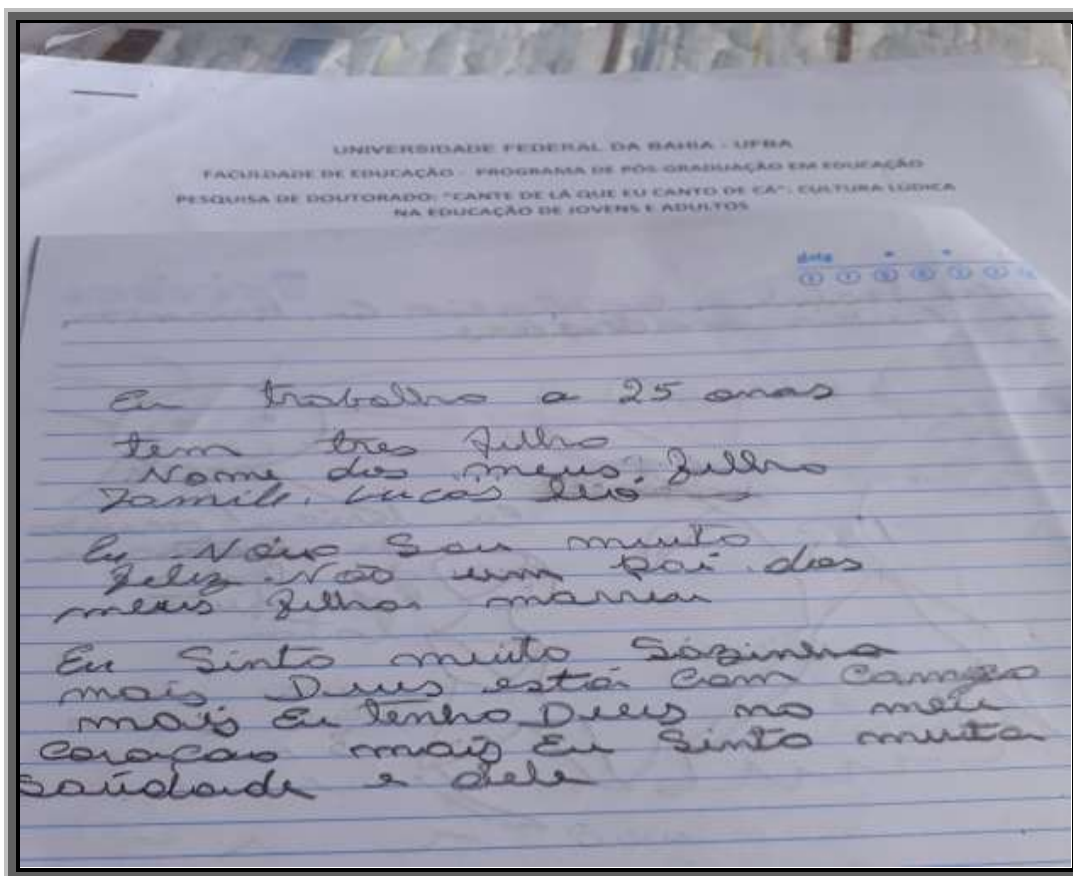 UNIVERSIDADE FEDERAL DA BAHIA - UFBA
FACULDADE DE EDUCAÇÃO - PROGRAMA DE PÓS-GRADUAÇÃO EM EDUCAÇÃO
PESQUISA DE DOUTORADO: "CANTE DE LÁ QUE EU CANTO DE CÁ": CULTURA LÚDICA
NA EDUCAÇÃO DE JOVENS E ADULTOS
date
Eu trabalho a 25 anos
tem tres filho
Nome dos meus filho
Lucas
Eu Não Sou muito
feliz Não um pai dos
meus filhos
Eu Sinto muito Sózinha
mais Deus está Com Comigo
mais Eu tenho Deus no meu
coraçao mais Eu Sinto muita
Saúdade e dele